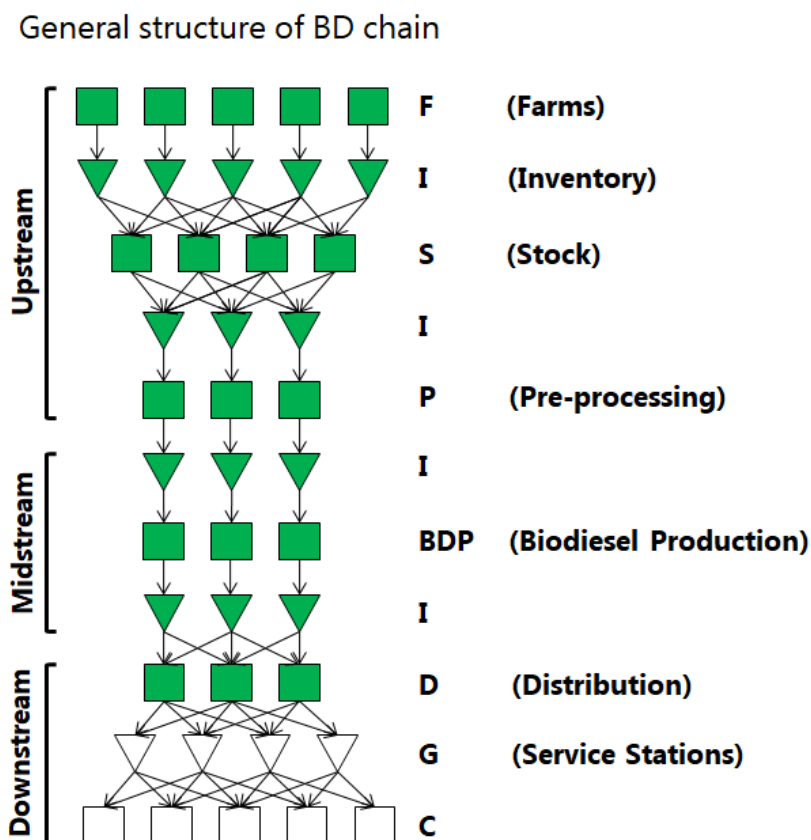 General structure of BD chain
Upstream
F (Farms)
I (Inventory)
S (Stock)
I
P (Pre-processing)
Midstream
I
BDP (Biodiesel Production)
I
Downstream
D (Distribution)
G (Service Stations)
C